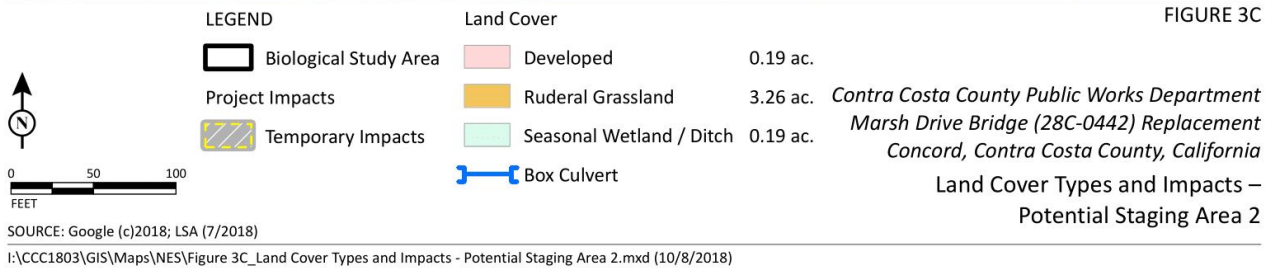 LEGEND
Biological Study Area
Project Impacts
Temporary Impacts
Land Cover
Developed 0.19 ac.
Ruderal Grassland 3.26 ac.
Seasonal Wetland / Ditch 0.19 ac.
Box Culvert
N
0 50 100
FEET
SOURCE: Google (c)2018; LSA (7/2018)
I:\CCC1803\GIS\Maps\NES\Figure 3C_Land Cover Types and Impacts - Potential Staging Area 2.mxd (10/8/2018)
FIGURE 3C
Contra Costa County Public Works Department
Marsh Drive Bridge (28C-0442) Replacement
Concord, Contra Costa County, California
Land Cover Types and Impacts –
Potential Staging Area 2